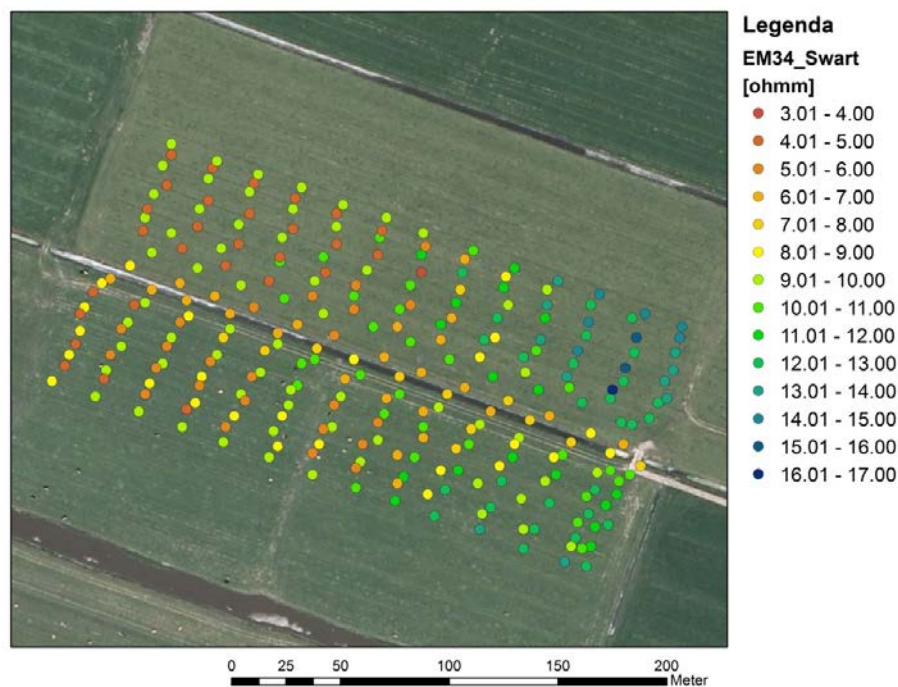 Legenda
EM34_Swart
[ohmm]
3.01 - 4.00
4.01 - 5.00
5.01 - 6.00
6.01 - 7.00
7.01 - 8.00
8.01 - 9.00
9.01 - 10.00
10.01 - 11.00
11.01 - 12.00
12.01 - 13.00
13.01 - 14.00
14.01 - 15.00
15.01 - 16.00
16.01 - 17.00
0 25 50 100 150 200
Meter